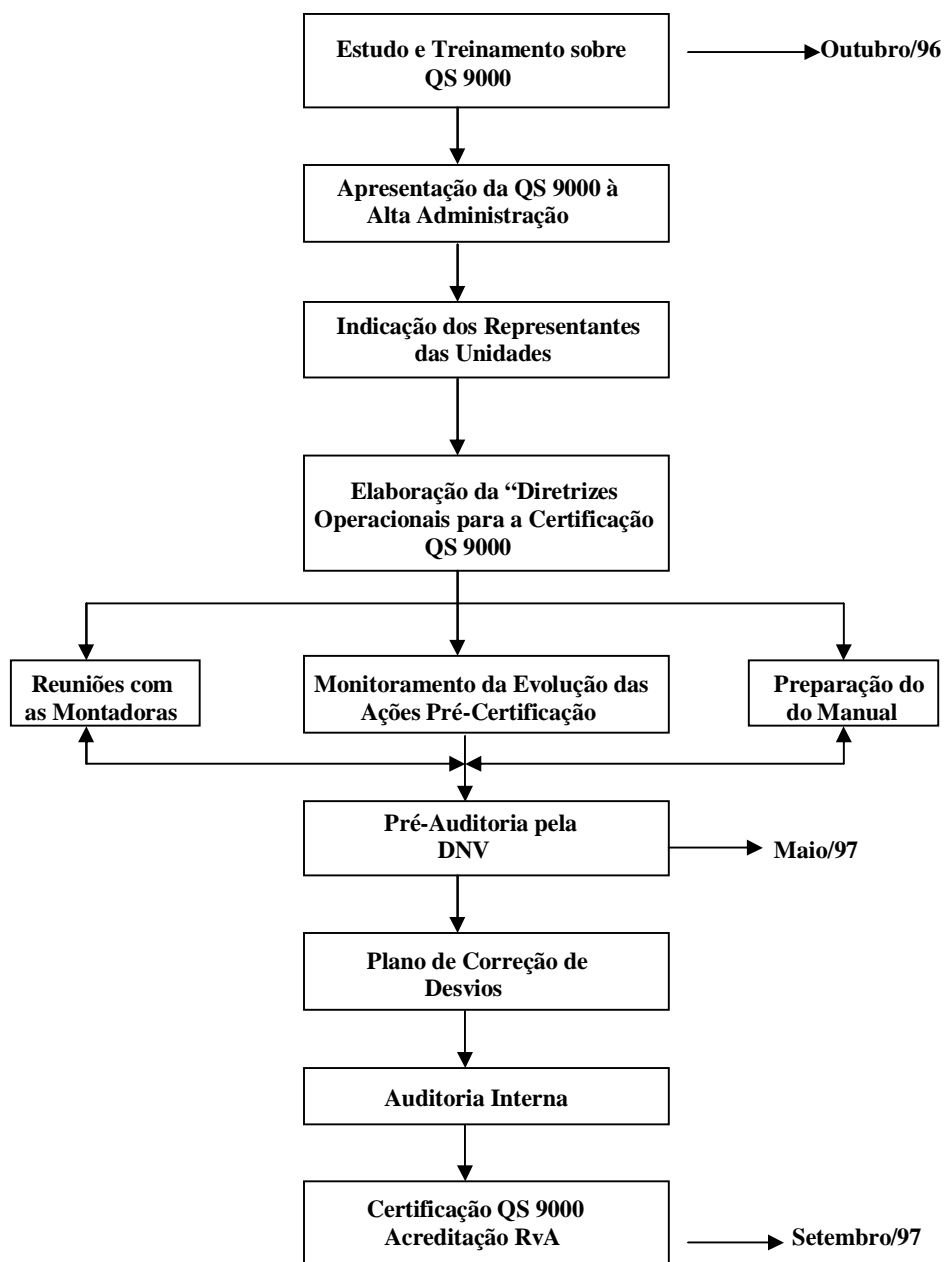 Estudo e Treinamento sobre
QS 9000
Outubro/96
Apresentação da QS 9000 à
Alta Administração
Indicação dos Representantes
das Unidades
Elaboração da “Diretrizes
Operacionais para a Certificação
QS 9000
Reuniões com
as Montadoras
Monitoramento da Evolução das
Ações Pré-Certificação
Preparação do
do Manual
Pré-Auditoria pela
DNV
Maio/97
Plano de Correção de
Desvios
Auditoria Interna
Certificação QS 9000
Acreditação RvA
Setembro/97